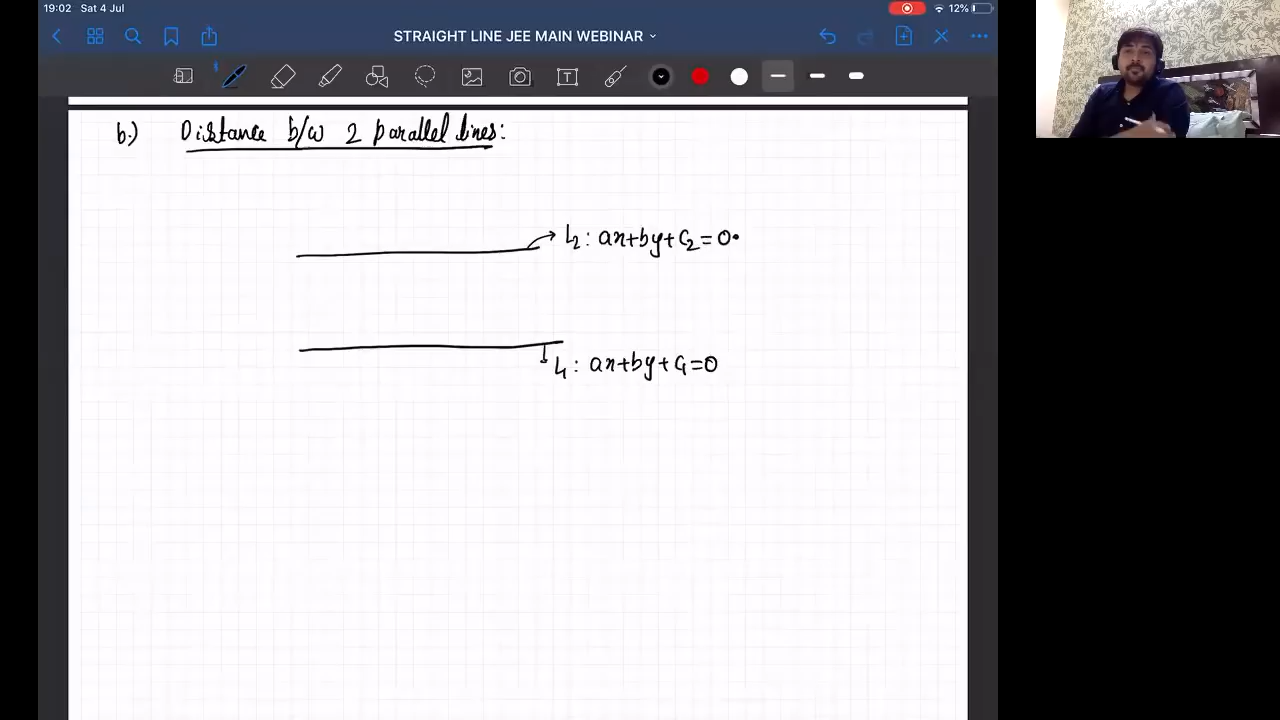 19:02 Sat 4 Jul 12%
STRAIGHT LINE JEE MAIN WEBINAR
T
b.) Distance b/w 2 parallel lines:
L2 : ax+by+C2=0.
L1 : ax+by+C1=0